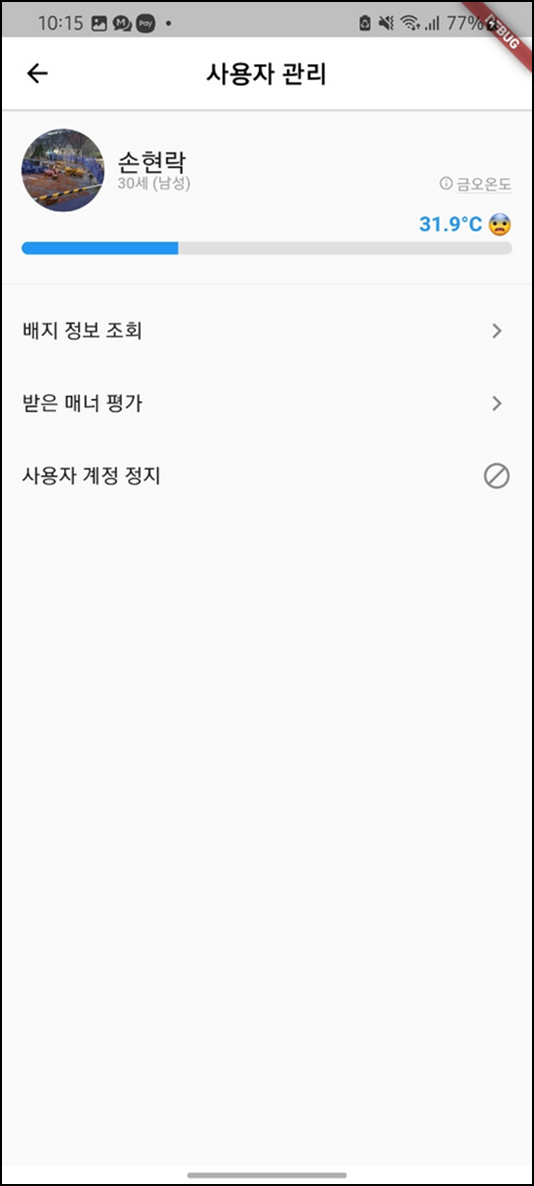 10:15 M Pay 77%
DEBUG
사용자 관리
손현락
30세 (남성)
금오온도
31.9°C 😨
배지 정보 조회
받은 매너 평가
사용자 계정 정지